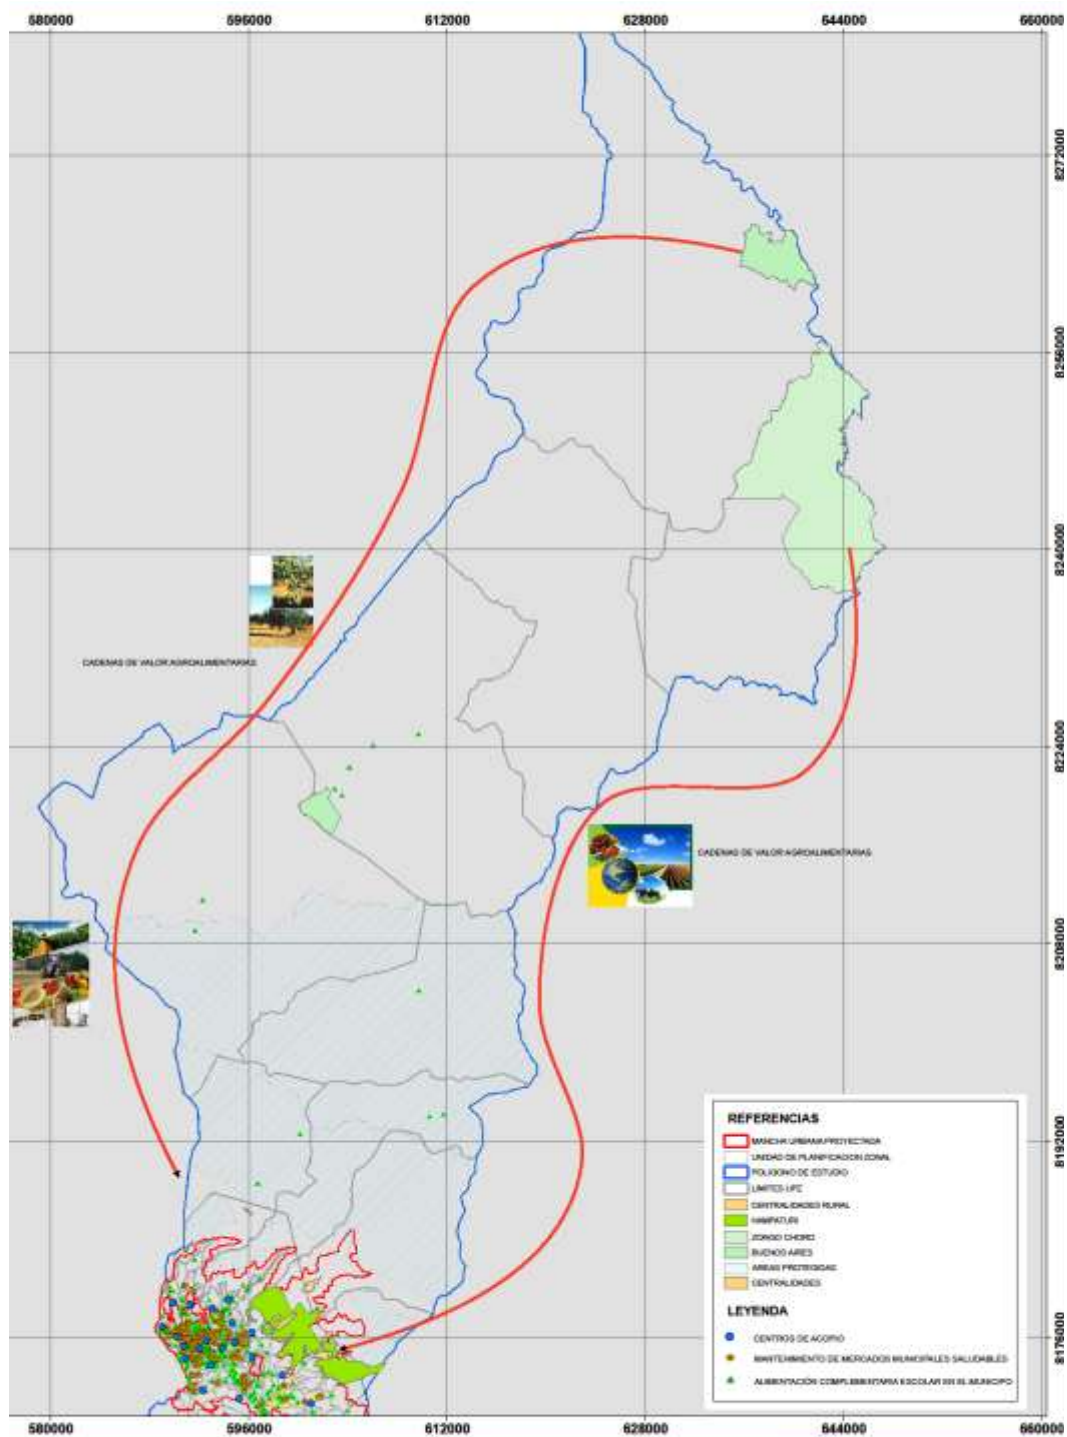 580000 596000 612000 628000 644000 660000
8272000
8256000
8240000
CADENAS DE VALOR AGROALIMENTARIAS
8224000
CADENAS DE VALOR AGROALIMENTARIAS
8208000
8192000
8176000
REFERENCIAS
MANCHA URBANA PROYECTADA
UNIDAD DE PLANIFICACION ZONAL
POLIGONO DE ESTUDIO
LIMITES UPZ
CENTRALIDADES RURAL
HAMPATURI
ZONGO CHORO
BUENOS AIRES
AREAS PROTEGIDAS
CENTRALIDADES
LEYENDA
CENTROS DE ACOPIO
MANTENIMIENTO DE MERCADOS MUNICIPALES SALUDABLES
ALIMENTACIÓN COMPLEMENTARIA ESCOLAR EN EL MUNICIPO
580000 596000 612000 628000 644000 660000